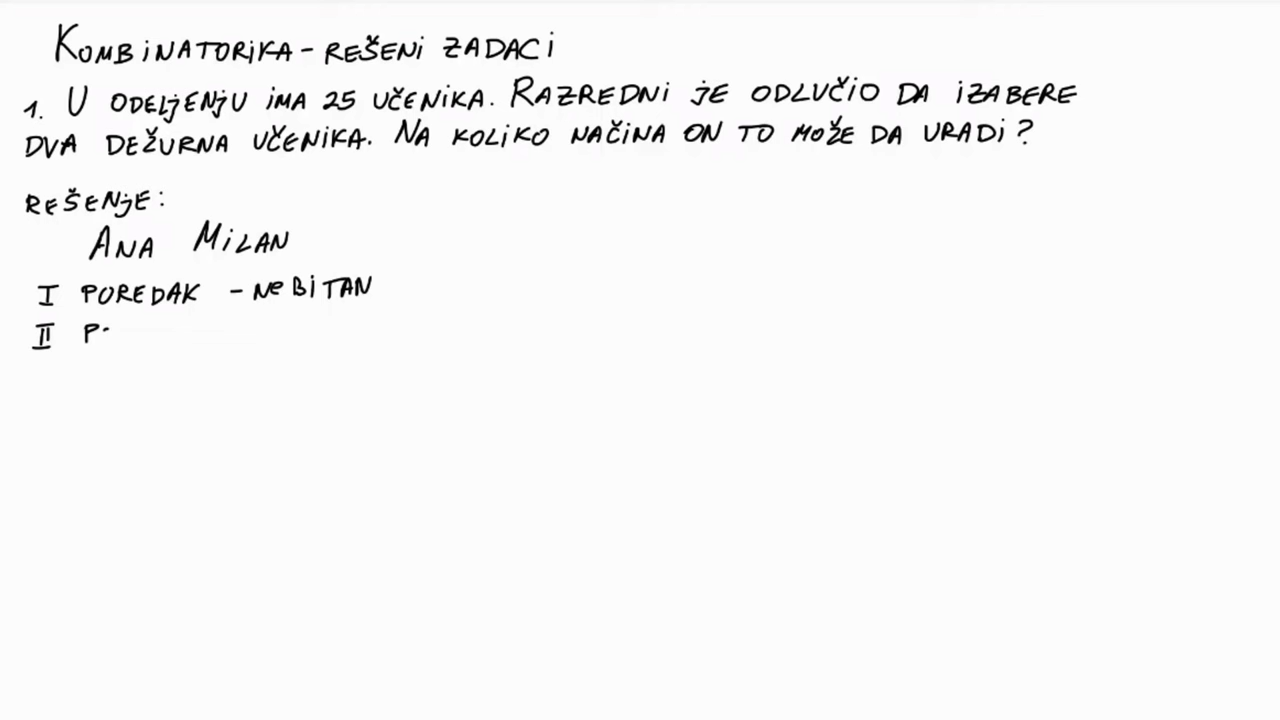 KOMBINATORIKA - REŠENI ZADACI
1. U ODELJENJU IMA 25 UČENIKA. RAZREDNI JE ODLUČIO DA IZABERE
DVA DEŽURNA UČENIKA. NA KOLIKO NAČINA ON TO MOŽE DA URADI?
REŠENJE:
ANA MILAN
I POREDAK - NEBITAN
II P